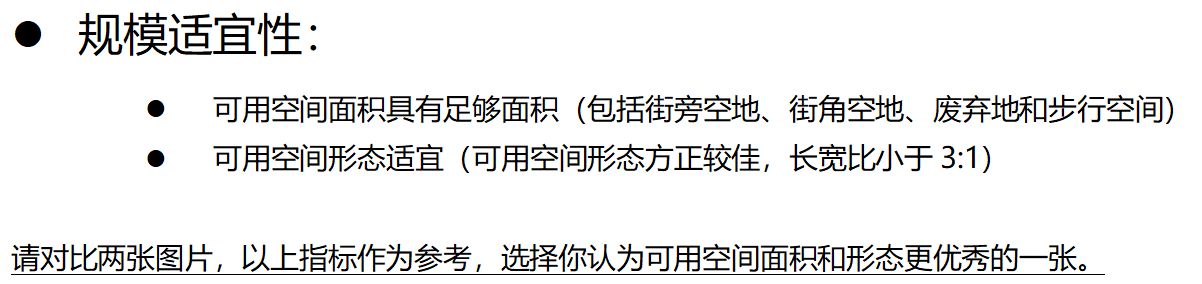 ● 规模适宜性：
● 可用空间面积具有足够面积（包括街旁空地、街角空地、废弃地和步行空间）
● 可用空间形态适宜（可用空间形态方正较佳，长宽比小于 3:1）
请对比两张图片，以上指标作为参考，选择你认为可用空间面积和形态更优秀的一张。